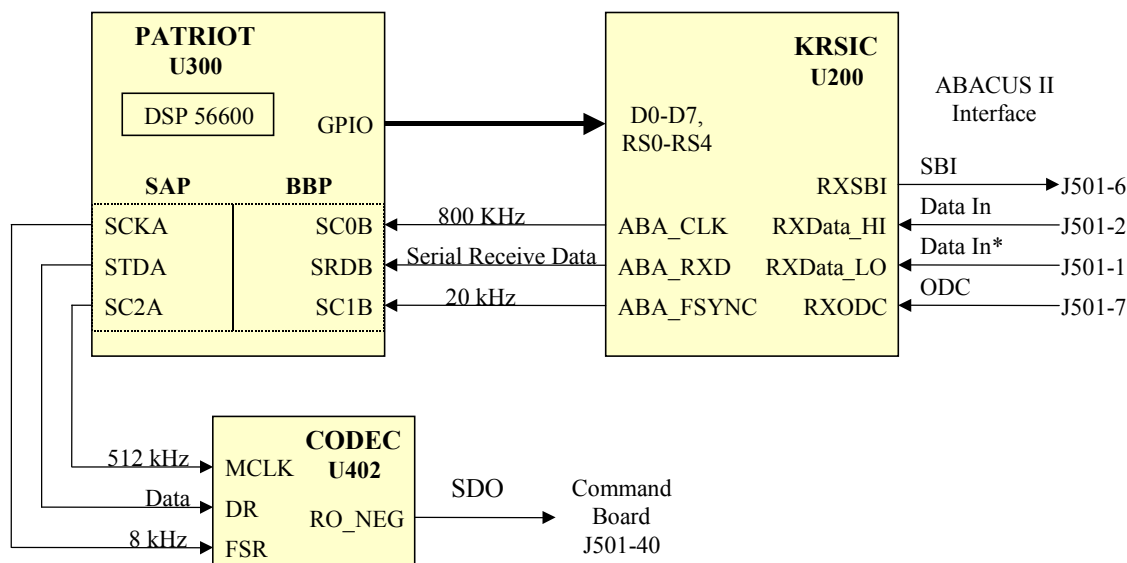 PATRIOT
U300
DSP 56600
GPIO
SAP
BBP
SCKA
STDA
SC2A
SC0B
SRDB
SC1B
800 KHz
Serial Receive Data
20 kHz
KRSIC
U200
D0-D7,
RS0-RS4
ABA_CLK
ABA_RXD
ABA_FSYNC
RXSBI
RXData_HI
RXData_LO
RXODC
ABACUS II
Interface
SBI
J501-6
Data In
J501-2
Data In*
J501-1
ODC
J501-7
512 kHz
Data
8 kHz
CODEC
U402
MCLK
DR
FSR
RO_NEG
SDO
Command
Board
J501-40